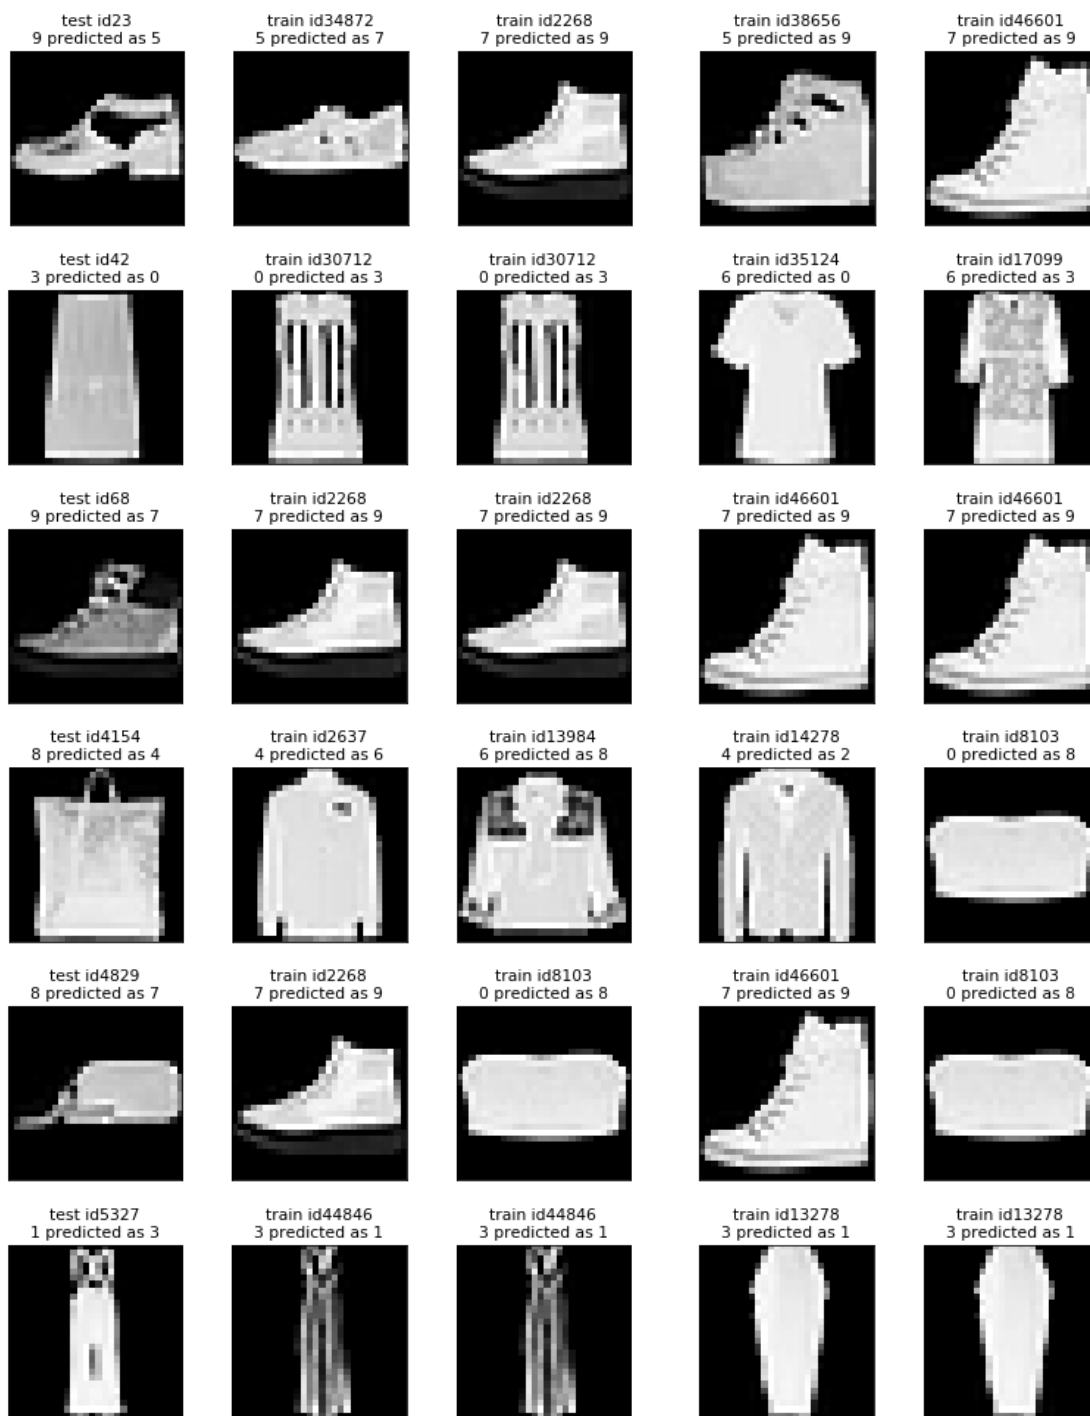 test id23
9 predicted as 5
train id34872
5 predicted as 7
train id2268
7 predicted as 9
train id38656
5 predicted as 9
train id46601
7 predicted as 9
test id42
3 predicted as 0
train id30712
0 predicted as 3
train id30712
0 predicted as 3
train id35124
6 predicted as 0
train id17099
6 predicted as 3
test id68
9 predicted as 7
train id2268
7 predicted as 9
train id2268
7 predicted as 9
train id46601
7 predicted as 9
train id46601
7 predicted as 9
test id4154
8 predicted as 4
train id2637
4 predicted as 6
train id13984
6 predicted as 8
train id14278
4 predicted as 2
train id8103
0 predicted as 8
test id4829
8 predicted as 7
train id2268
7 predicted as 9
train id8103
0 predicted as 8
train id46601
7 predicted as 9
train id8103
0 predicted as 8
test id5327
1 predicted as 3
train id44846
3 predicted as 1
train id44846
3 predicted as 1
train id13278
3 predicted as 1
train id13278
3 predicted as 1